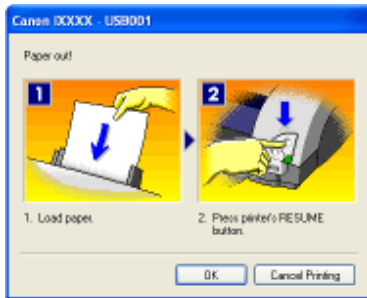 Canon IXXXX - USB001
Paper out!
1
2
1. Load paper.
2. Press printer's RESUME
button.
OK
Cancel Printing